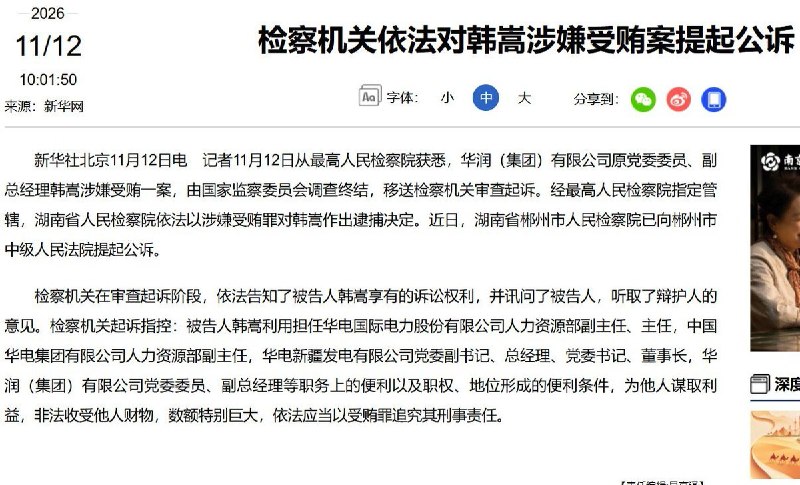 2026
11/12
10:01:50
来源：新华网
检察机关依法对韩嵩涉嫌受贿案提起公诉
Aa 字体： 小 中 大 分享到：
新华社北京11月12日电 记者11月12日从最高人民检察院获悉，华润（集团）有限公司原党委委员、副
总经理韩嵩涉嫌受贿一案，由国家监察委员会调查终结，移送检察机关审查起诉。经最高人民检察院指定管
辖，湖南省人民检察院依法以涉嫌受贿罪对韩嵩作出逮捕决定。近日，湖南省郴州市人民检察院已向郴州市
中级人民法院提起公诉。
检察机关在审查起诉阶段，依法告知了被告人韩嵩享有的诉讼权利，并讯问了被告人，听取了辩护人的
意见。检察机关起诉指控：被告人韩嵩利用担任华电国际电力股份有限公司人力资源部副主任、主任，中国
华电集团有限公司人力资源部副主任，华电新疆发电有限公司党委副书记、总经理、党委书记、董事长，华
润（集团）有限公司党委委员、副总经理等职务上的便利以及职权、地位形成的便利条件，为他人谋取利
益，非法收受他人财物，数额特别巨大，依法应当以受贿罪追究其刑事责任。
南京
深度